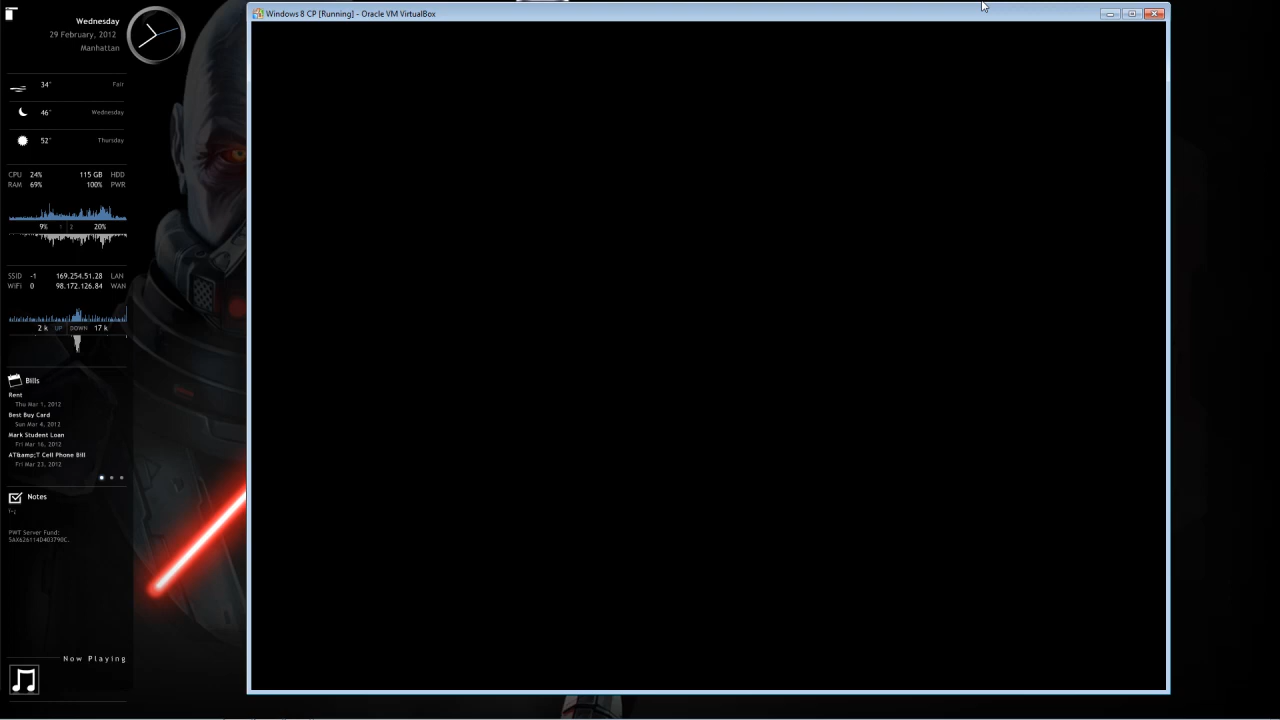 Windows 8 CP [Running] - Oracle VM VirtualBox
Wednesday
29 February, 2012
Manhattan
34° Fair
46° Wednesday
52° Thursday
CPU 24% 115 GB HDD
RAM 69% 100% PWR
9% 1 | 2 20%
SSID -1 169.254.51.28 LAN
WiFi 0 98.172.126.84 WAN
2 k UP DOWN 17 k
Bills
Rent
Thu Mar 1, 2012
Best Buy Card
Sun Mar 4, 2012
Mark Student Loan
Fri Mar 16, 2012
AT&amp;T Cell Phone Bill
Fri Mar 23, 2012
Notes
PWT Server Fund:
5AX626114D403790C.
Now Playing